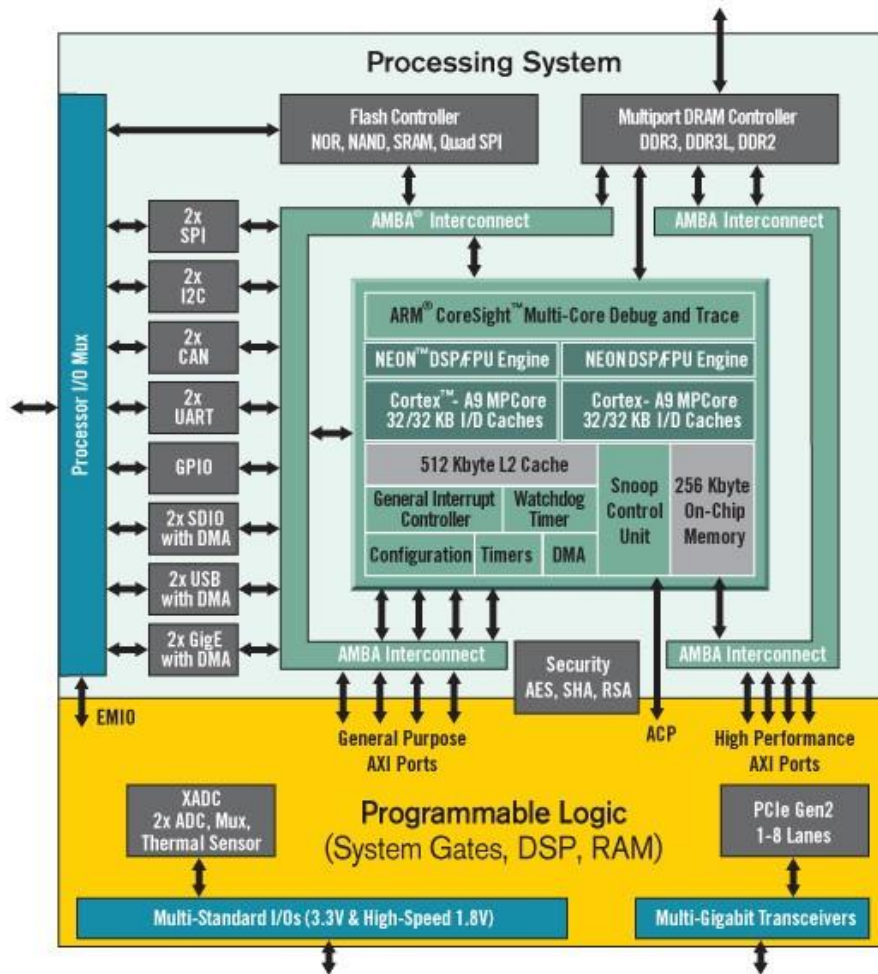 Processing System
Flash Controller
NOR, NAND, SRAM, Quad SPI
Multiport DRAM Controller
DDR3, DDR3L, DDR2
Processor I/O Mux
2x
SPI
2x
I2C
2x
CAN
2x
UART
GPIO
2x SDIO
with DMA
2x USB
with DMA
2x GigE
with DMA
AMBA® Interconnect
AMBA Interconnect
ARM® CoreSight™ Multi-Core Debug and Trace
NEON™ DSP/FPU Engine
NEON DSP/FPU Engine
Cortex™- A9 MPCore
32/32 KB I/D Caches
Cortex- A9 MPCore
32/32 KB I/D Caches
512 Kbyte L2 Cache
General Interrupt
Controller
Watchdog
Timer
Configuration
Timers
DMA
Snoop
Control
Unit
256 Kbyte
On-Chip
Memory
AMBA Interconnect
Security
AES, SHA, RSA
AMBA Interconnect
EMIO
General Purpose
AXI Ports
ACP
High Performance
AXI Ports
XADC
2x ADC, Mux,
Thermal Sensor
Programmable Logic
(System Gates, DSP, RAM)
PCIe Gen2
1-8 Lanes
Multi-Standard I/Os (3.3V & High-Speed 1.8V)
Multi-Gigabit Transceivers